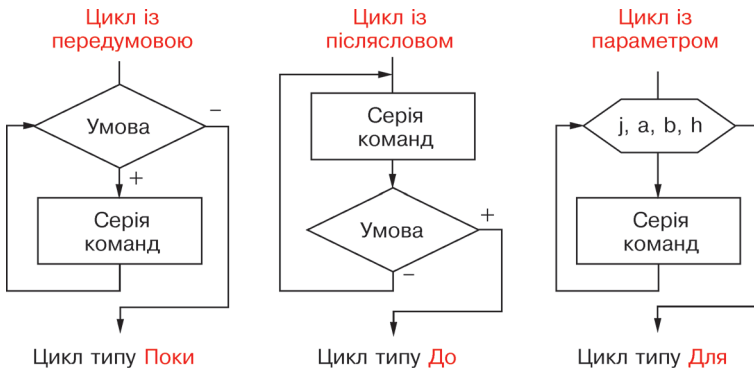 Цикл із
передумовою
Умова
–
+
Серія
команд
Цикл типу Поки
Цикл із
післясловом
Серія
команд
Умова
+
–
Цикл типу До
Цикл із
параметром
j, a, b, h
Серія
команд
Цикл типу Для